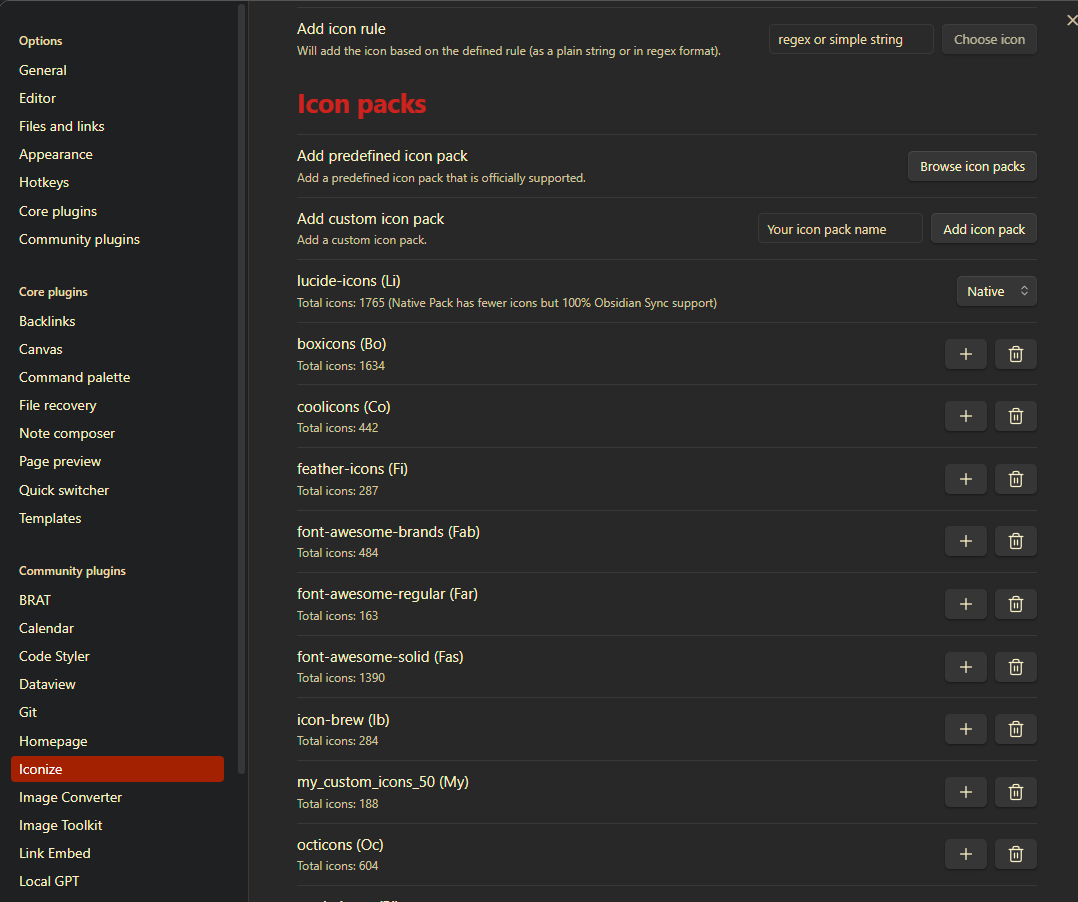 Options
General
Editor
Files and links
Appearance
Hotkeys
Core plugins
Community plugins
Core plugins
Backlinks
Canvas
Command palette
File recovery
Note composer
Page preview
Quick switcher
Templates
Community plugins
BRAT
Calendar
Code Styler
Dataview
Git
Homepage
Iconize
Image Converter
Image Toolkit
Link Embed
Local GPT
Add icon rule
Will add the icon based on the defined rule (as a plain string or in regex format).
regex or simple string
Choose icon
Icon packs
Add predefined icon pack
Add a predefined icon pack that is officially supported.
Browse icon packs
Add custom icon pack
Add a custom icon pack.
Your icon pack name
Add icon pack
lucide-icons (Li)
Total icons: 1765 (Native Pack has fewer icons but 100% Obsidian Sync support)
Native
boxicons (Bo)
Total icons: 1634
coolicons (Co)
Total icons: 442
feather-icons (Fi)
Total icons: 287
font-awesome-brands (Fab)
Total icons: 484
font-awesome-regular (Far)
Total icons: 163
font-awesome-solid (Fas)
Total icons: 1390
icon-brew (Ib)
Total icons: 284
my_custom_icons_50 (My)
Total icons: 188
octicons (Oc)
Total icons: 604